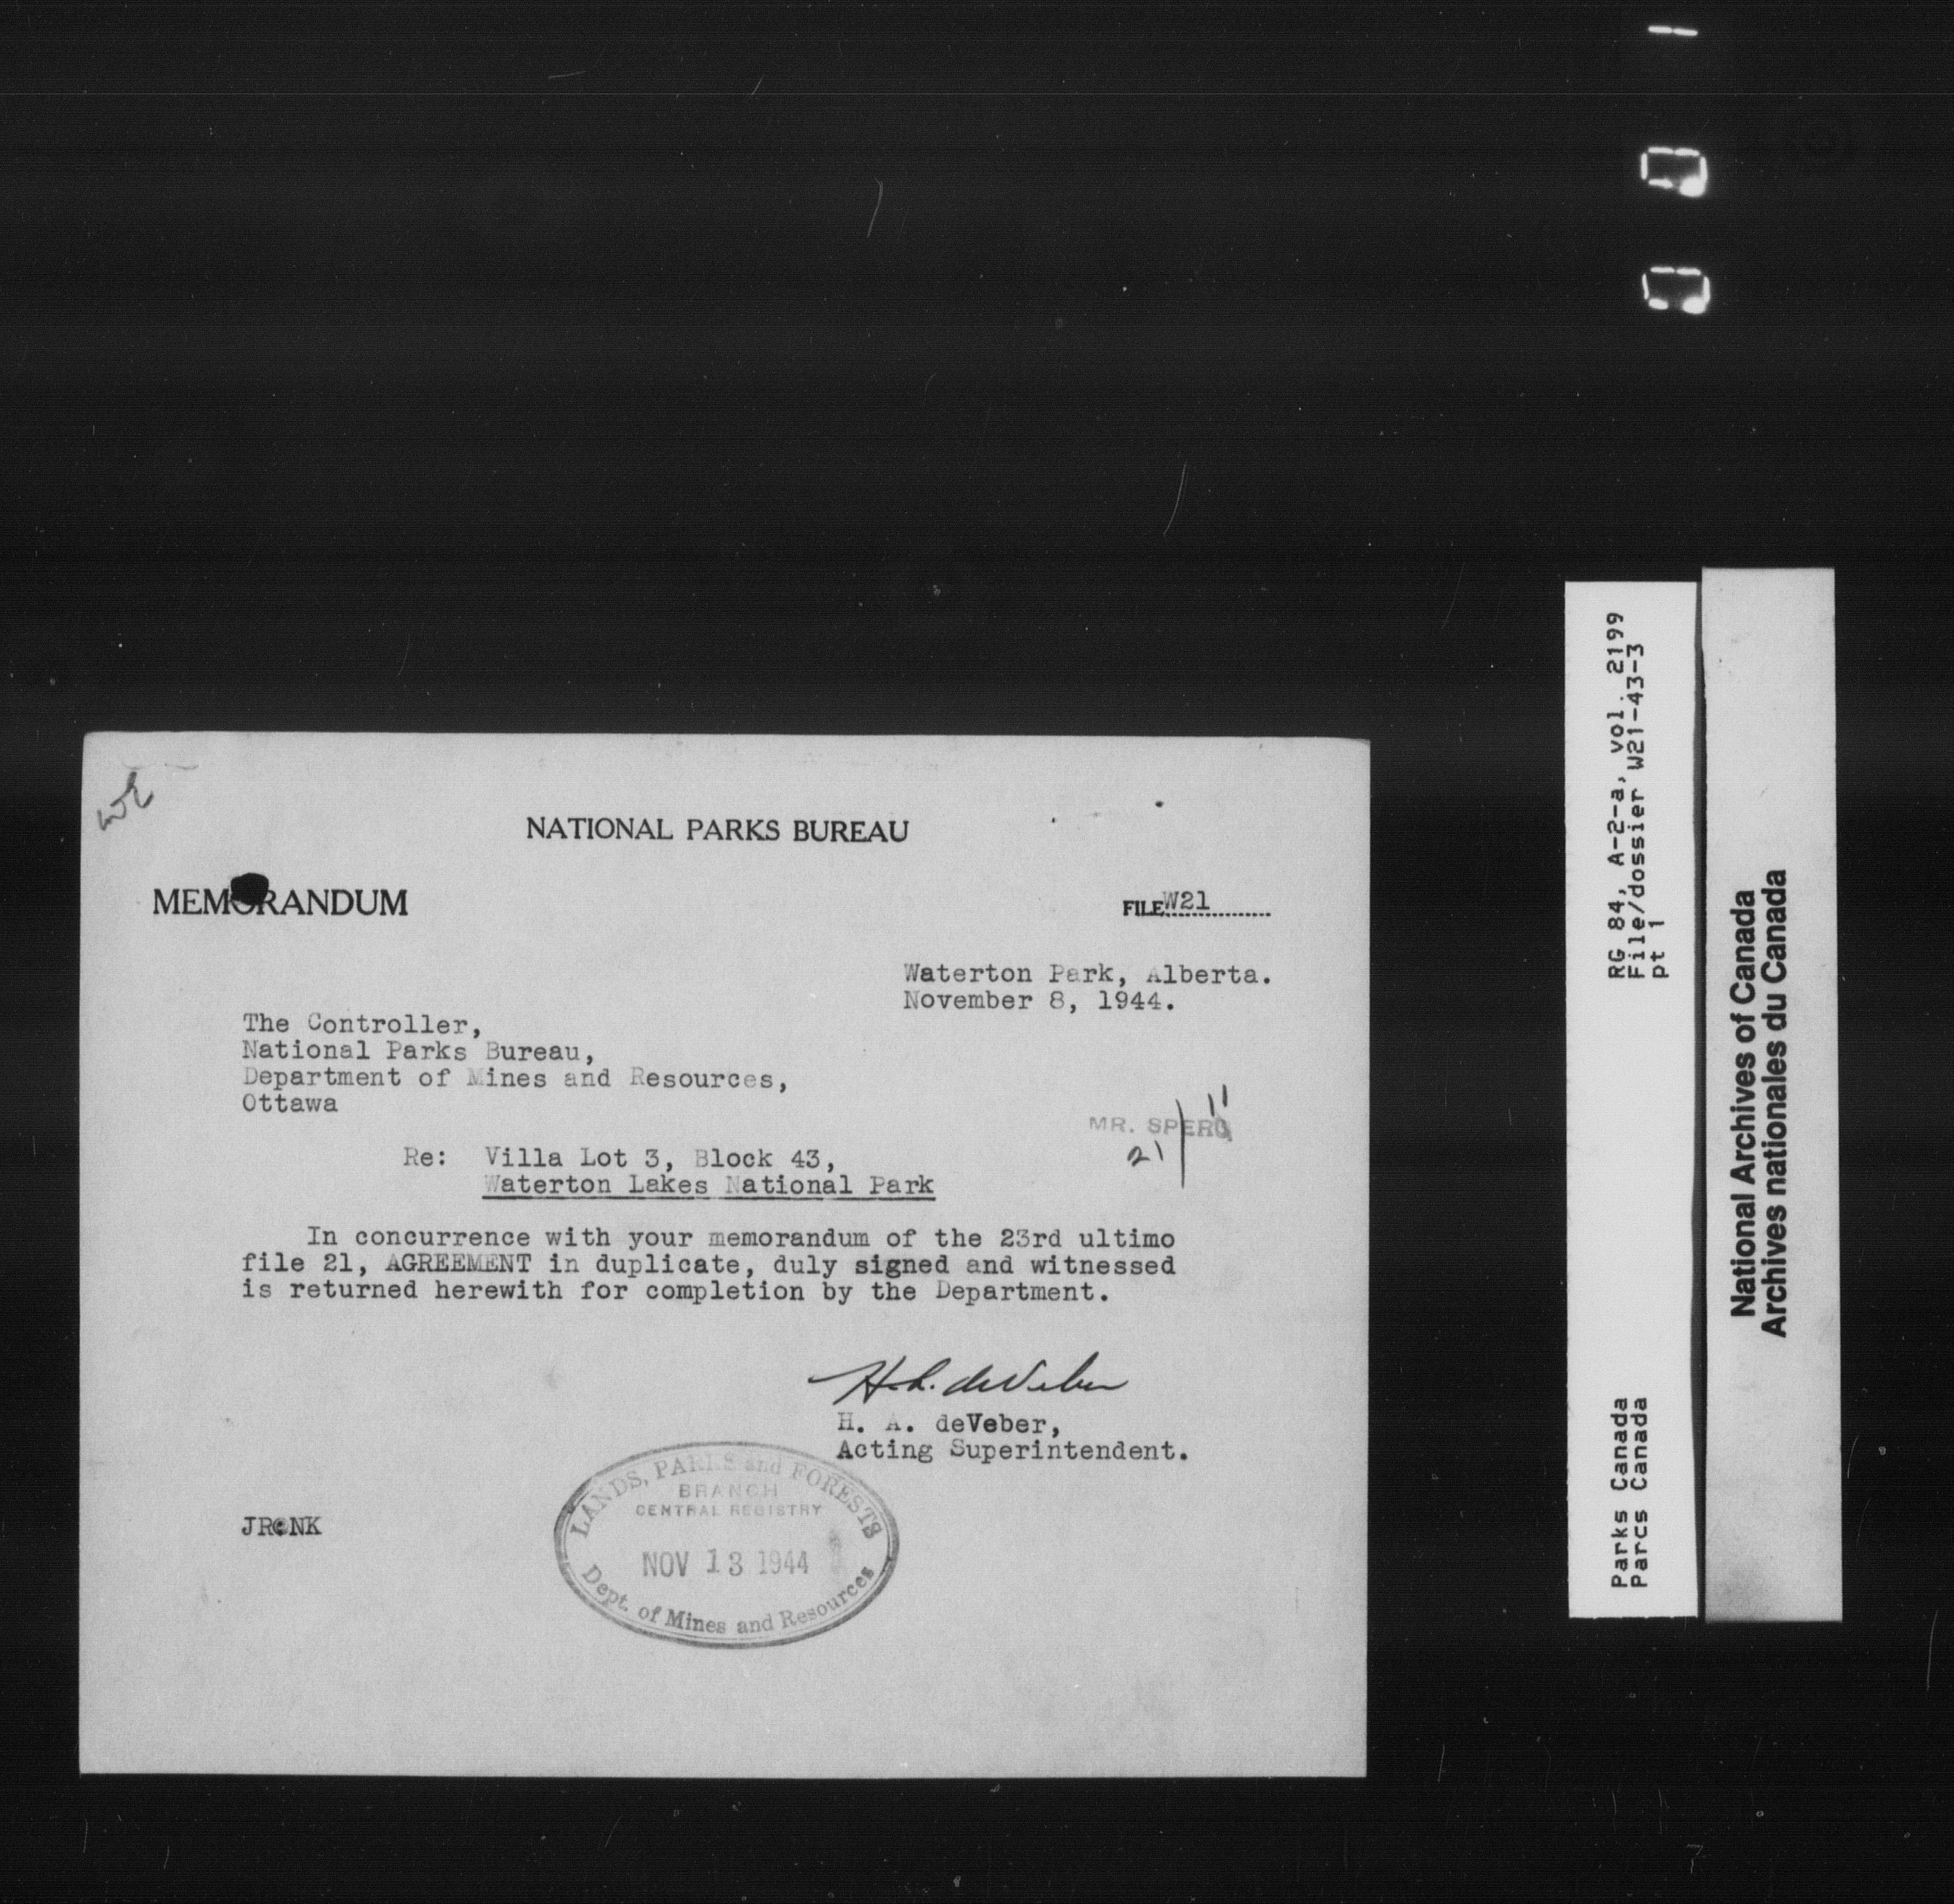 NATIONAL PARKS BUREAU
MEMORANDUM
FILE W21
Waterton Park, Alberta.
November 8, 1944.
The Controller,
National Parks Bureau,
Department of Mines and Resources,
Ottawa
MR. SPERO
21/11
Re: Villa Lot 3, Block 43,
Waterton Lakes National Park
In concurrence with your memorandum of the 23rd ultimo
file 21, AGREEMENT in duplicate, duly signed and witnessed
is returned herewith for completion by the Department.
H.A. deVeber
H. A. deVeber,
Acting Superintendent.
JR:NK
LANDS, PARKS and FORESTS
BRANCH
CENTRAL REGISTRY
NOV 13 1944
Dept. of Mines and Resources
RG 84, A-2-a, vol. 2199
File/dossier W21-43-3
pt 1
Parks Canada
Parcs Canada
National Archives of Canada
Archives nationales du Canada